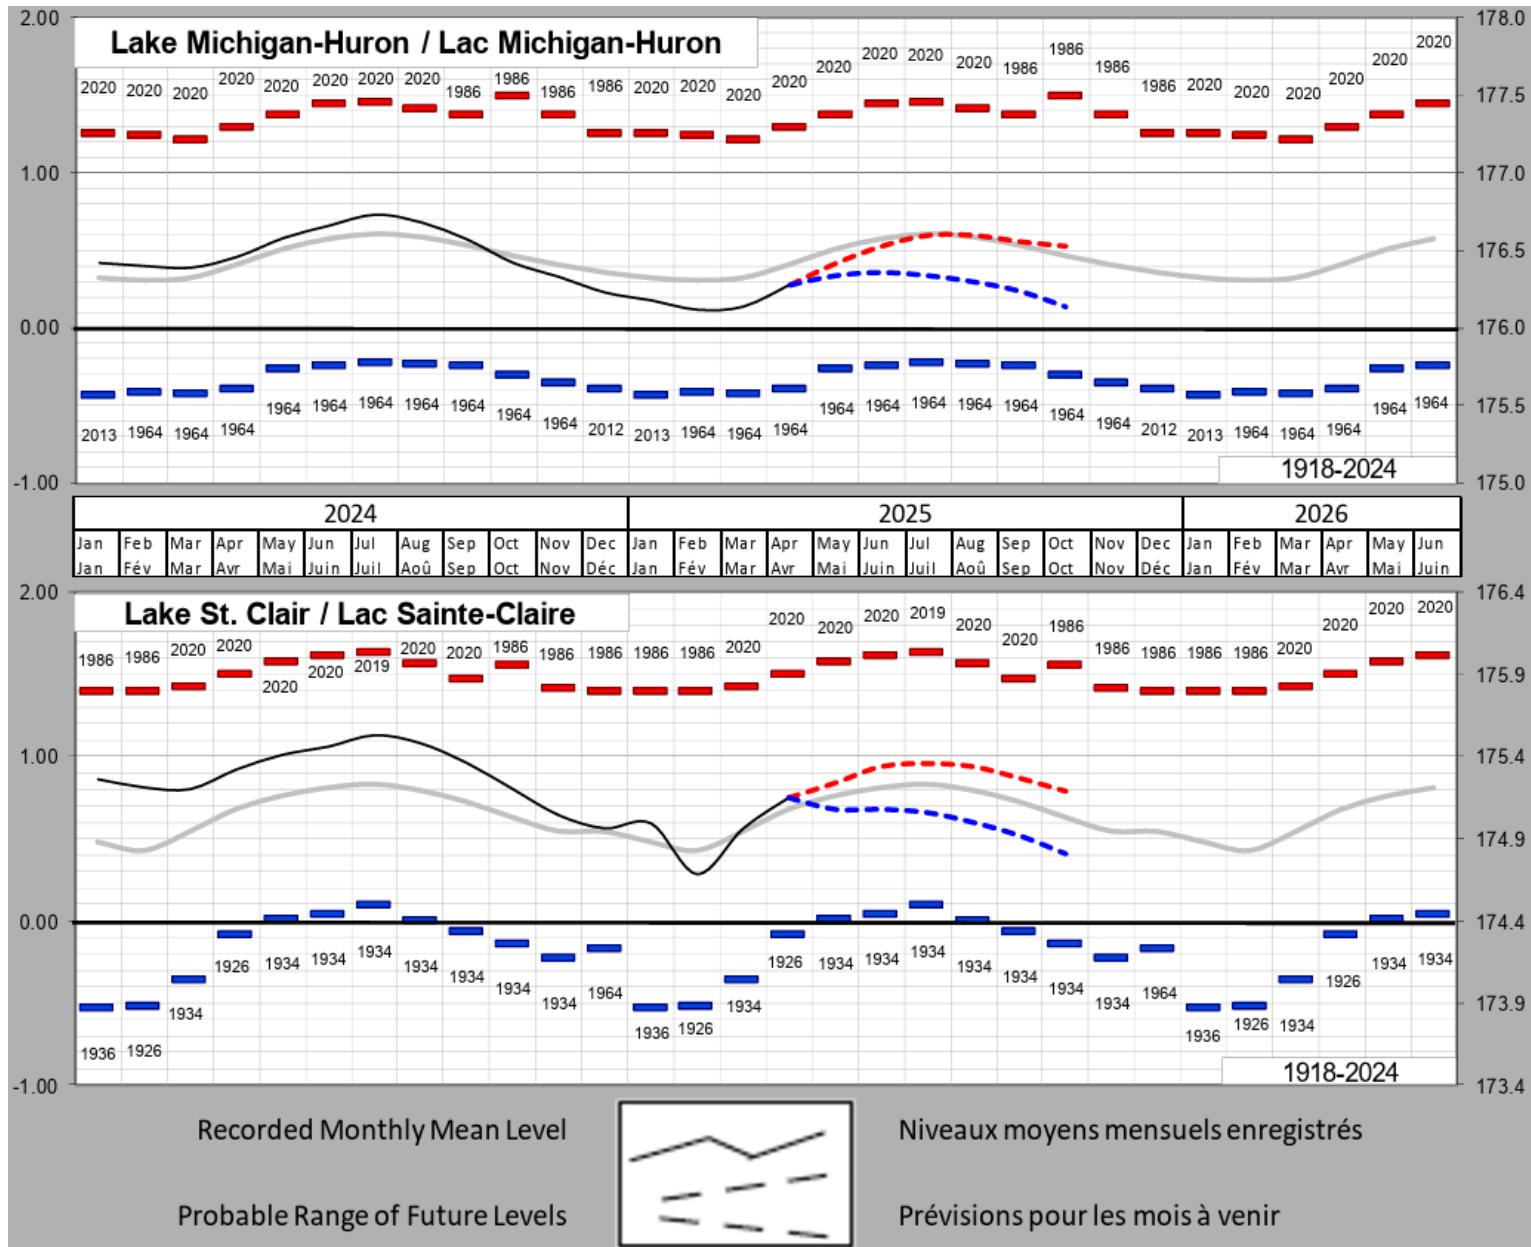 2.00
Lake Michigan-Huron / Lac Michigan-Huron
178.0
2020 2020 2020 2020 2020 2020 2020 2020 1986 1986 1986 1986 2020 2020 2020 2020 2020 2020 2020 2020 1986 1986 1986 1986 2020 2020 2020 2020 2020 2020
177.5
1.00
177.0
176.5
0.00
176.0
2013 1964 1964 1964 1964 1964 1964 1964 1964 1964 1964 2012 2013 1964 1964 1964 1964 1964 1964 1964 1964 1964 1964 2012 2013 1964 1964 1964 1964 1964
175.5
1918-2024
-1.00
175.0
2024 2025 2026
Jan Feb Mar Apr May Jun Jul Aug Sep Oct Nov Dec Jan Feb Mar Apr May Jun Jul Aug Sep Oct Nov Dec Jan Feb Mar Apr May Jun
Jan Fév Mar Avr Mai Juin Juil Aoû Sep Oct Nov Déc Jan Fév Mar Avr Mai Juin Juil Aoû Sep Oct Nov Déc Jan Fév Mar Avr Mai Juin
2.00
Lake St. Clair / Lac Sainte-Claire
176.4
1986 1986 2020 2020 2020 2020 2019 2020 2020 1986 1986 1986 1986 1986 2020 2020 2020 2020 2019 2020 2020 1986 1986 1986 1986 1986 2020 2020 2020 2020
175.9
1.00
175.4
174.9
0.00
174.4
1936 1926 1934 1926 1934 1934 1934 1934 1934 1934 1934 1964 1936 1926 1934 1926 1934 1934 1934 1934 1934 1934 1934 1964 1936 1926 1934 1926 1934 1934
173.9
1918-2024
-1.00
173.4
Recorded Monthly Mean Level
Niveaux moyens mensuels enregistrés
Probable Range of Future Levels
Prévisions pour les mois à venir